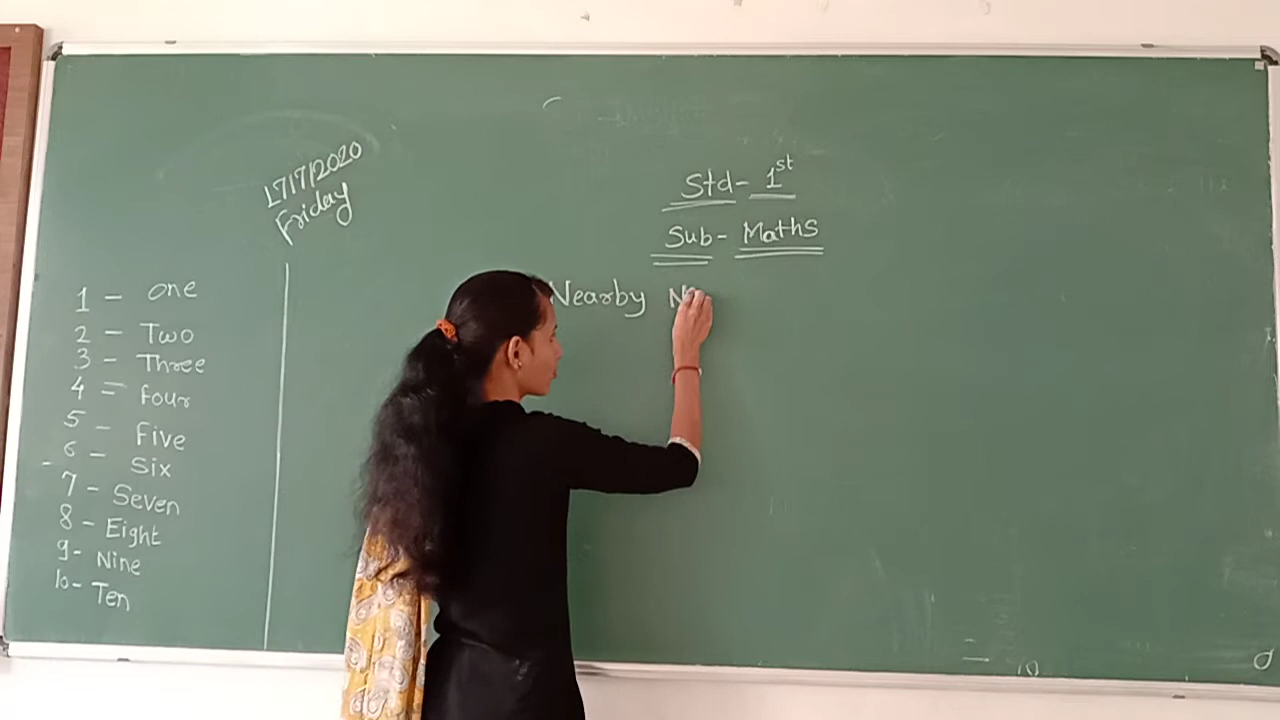 17/7/2020
Friday
Std- 1st
Sub- Maths
Nearby N
1 - One
2 - Two
3 - Three
4 = Four
5 - Five
6 - Six
7 - Seven
8 - Eight
9- Nine
10- Ten